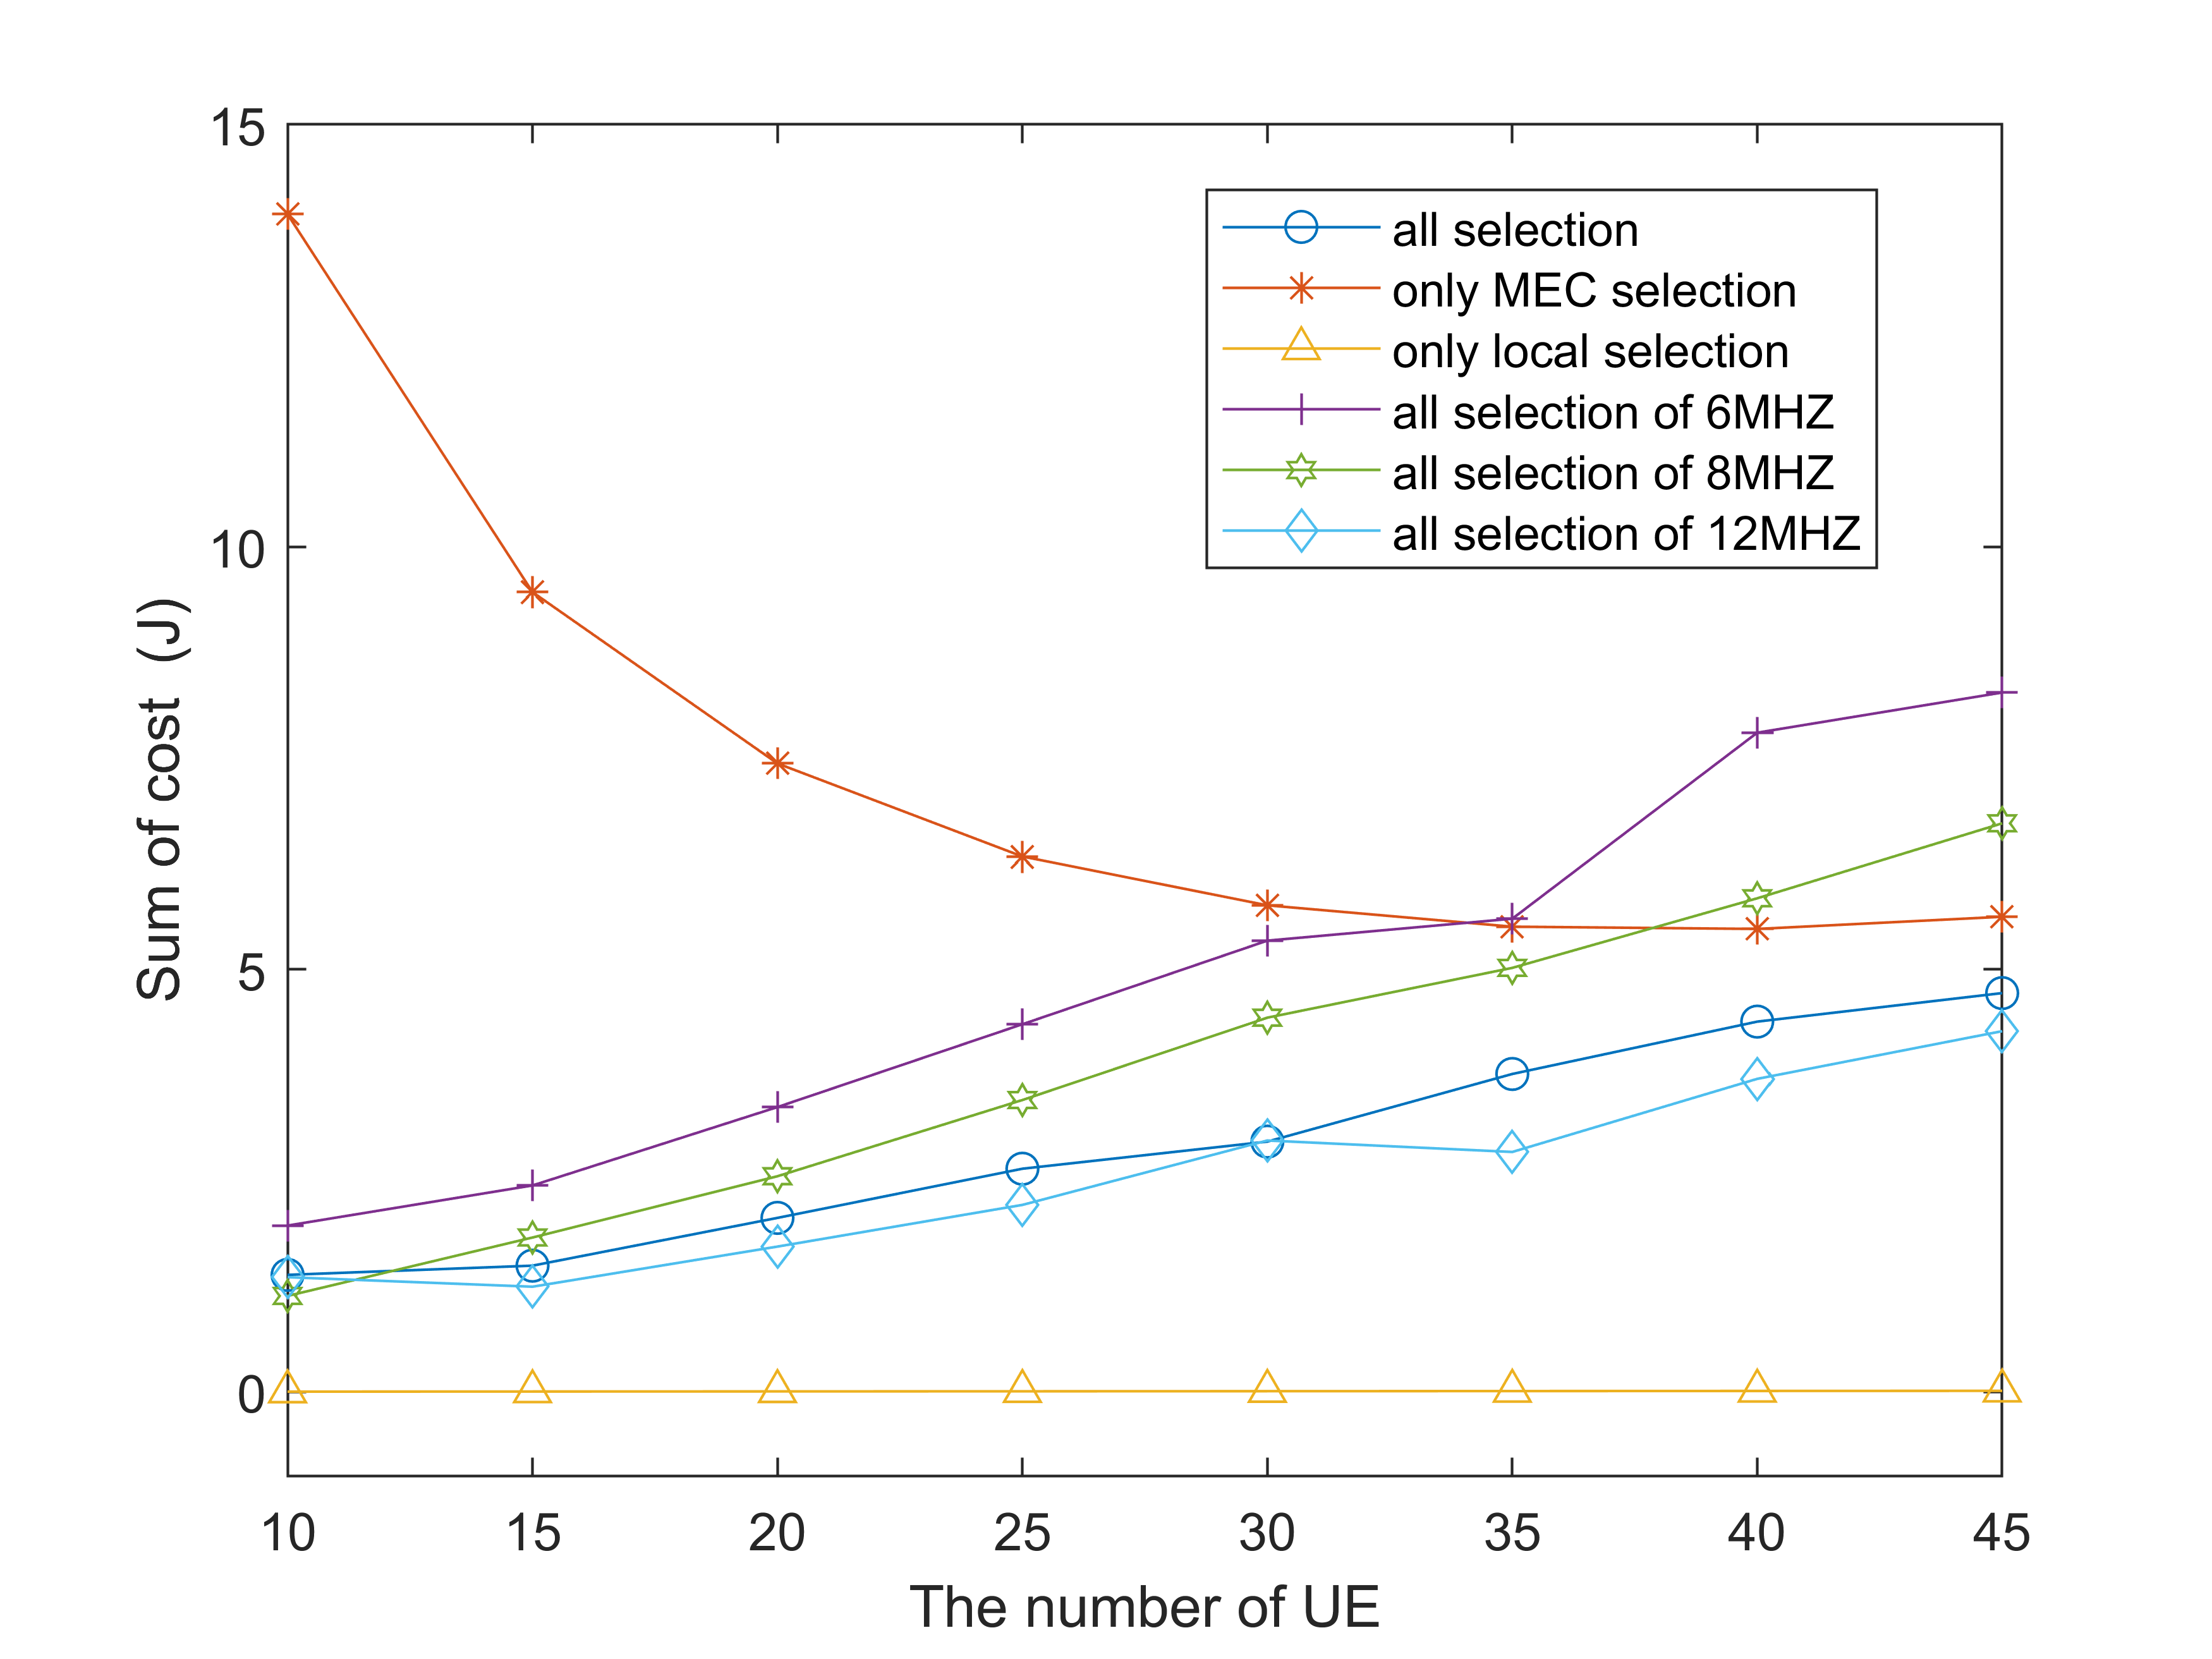 15
10
5
0
Sum of cost (J)
all selection
only MEC selection
only local selection
all selection of 6MHZ
all selection of 8MHZ
all selection of 12MHZ
10 15 20 25 30 35 40 45
The number of UE